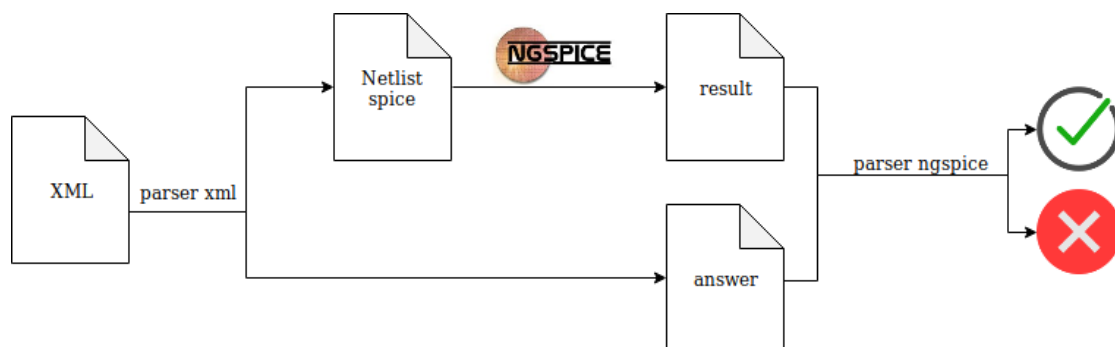 NGSPICE
Netlist
spice
result
XML
parser xml
parser ngspice
answer